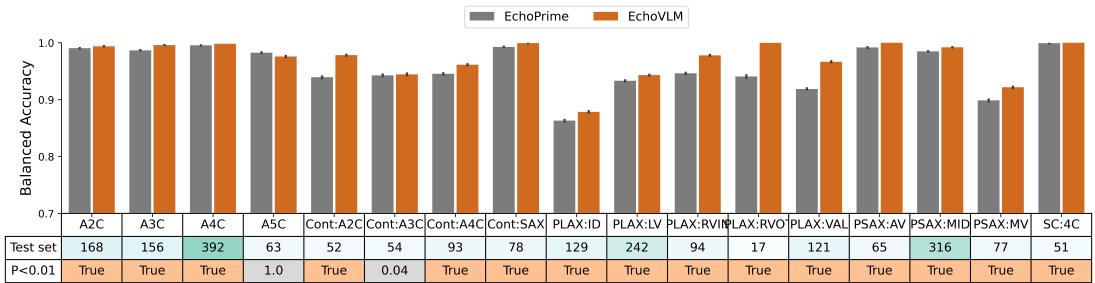 EchoPrime EchoVLM
Balanced Accuracy
1.0
0.9
0.8
0.7
A2C A3C A4C A5C Cont:A2C Cont:A3C Cont:A4C Cont:SAX PLAX:ID PLAX:LV PLAX:RVIN PLAX:RVOT PLAX:VAL PSAX:AV PSAX:MID PSAX:MV SC:4C
Test set 168 156 392 63 52 54 93 78 129 242 94 17 121 65 316 77 51
P<0.01 True True True 1.0 True 0.04 True True True True True True True True True True True